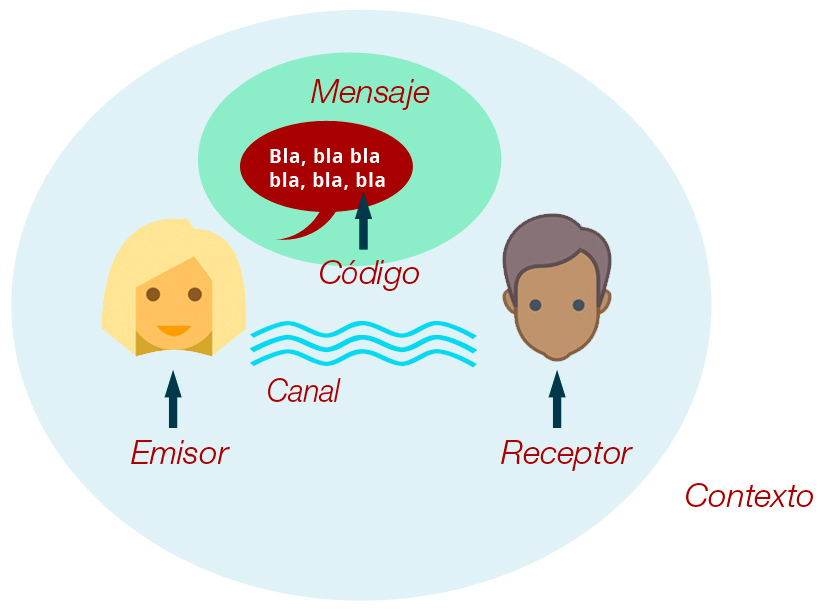 Mensaje
Bla, bla bla
bla, bla, bla
Código
Canal
Emisor
Receptor
Contexto